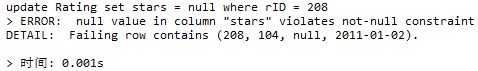 update Rating set stars = null where rID = 208
> ERROR:  null value in column "stars" violates not-null constraint
DETAIL:  Failing row contains (208, 104, null, 2011-01-02).
> 时间: 0.001s